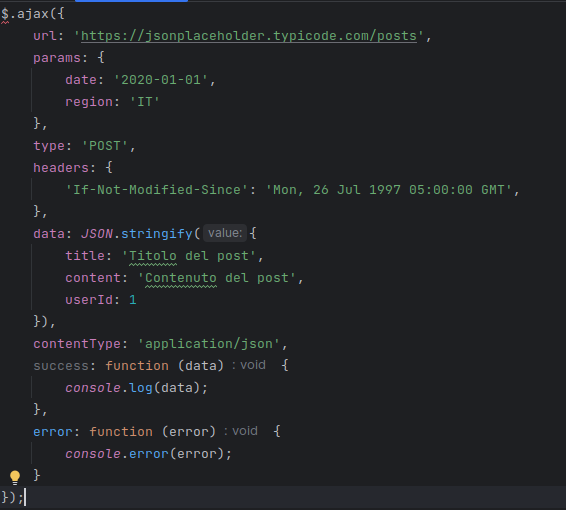 $.ajax({
    url: 'https://jsonplaceholder.typicode.com/posts',
    params: {
        date: '2020-01-01',
        region: 'IT'
    },
    type: 'POST',
    headers: {
        'If-Not-Modified-Since': 'Mon, 26 Jul 1997 05:00:00 GMT',
    },
    data: JSON.stringify( value: {
        title: 'Titolo del post',
        content: 'Contenuto del post',
        userId: 1
    }),
    contentType: 'application/json',
    success: function (data) : void {
        console.log(data);
    },
    error: function (error) : void {
        console.error(error);
    }
});